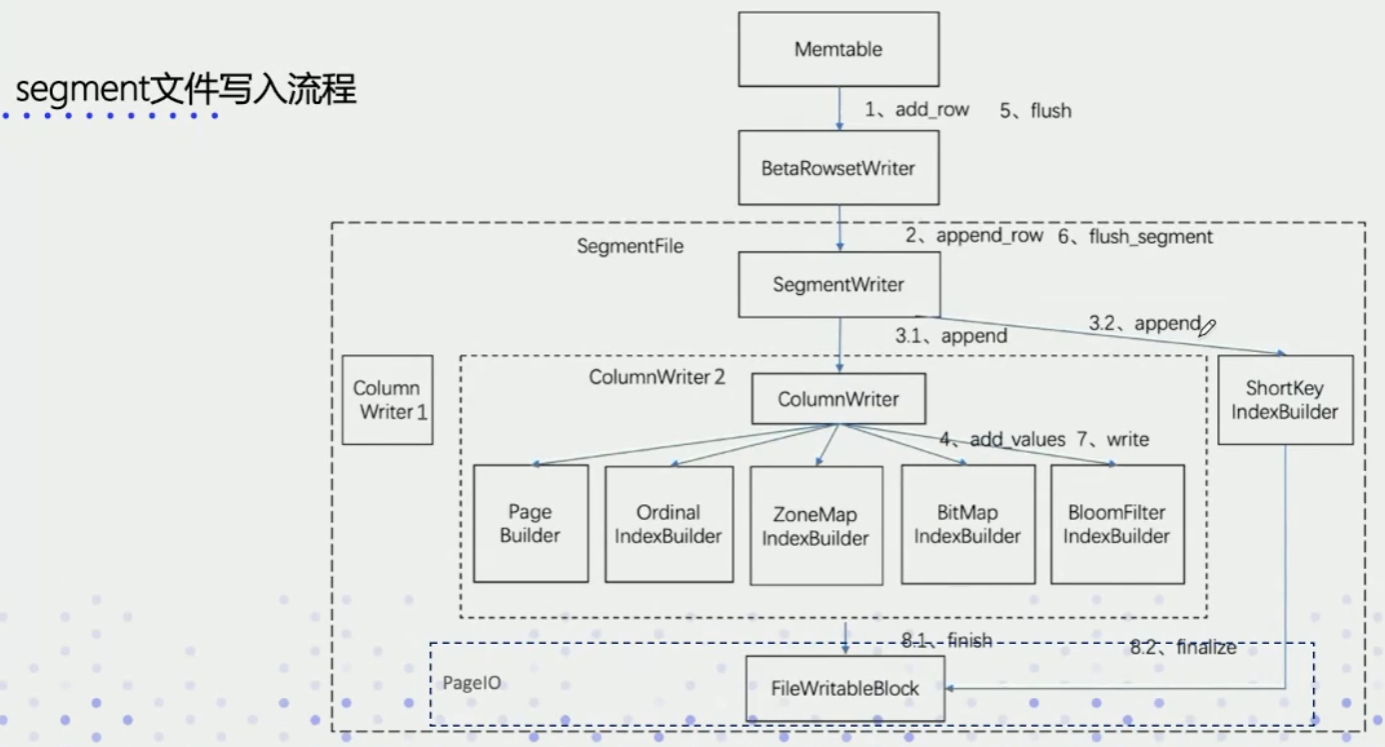 segment文件写入流程
Memtable
1、add_row 5、flush
BetaRowsetWriter
2、append_row 6、flush_segment
SegmentFile
SegmentWriter
3.1、append
3.2、append
Column
Writer 1
ColumnWriter 2
ColumnWriter
ShortKey
IndexBuilder
4、add_values 7、write
Page
Builder
Ordinal
IndexBuilder
ZoneMap
IndexBuilder
BitMap
IndexBuilder
BloomFilter
IndexBuilder
8.1、finish
8.2、finalize
PageIO
FileWritableBlock